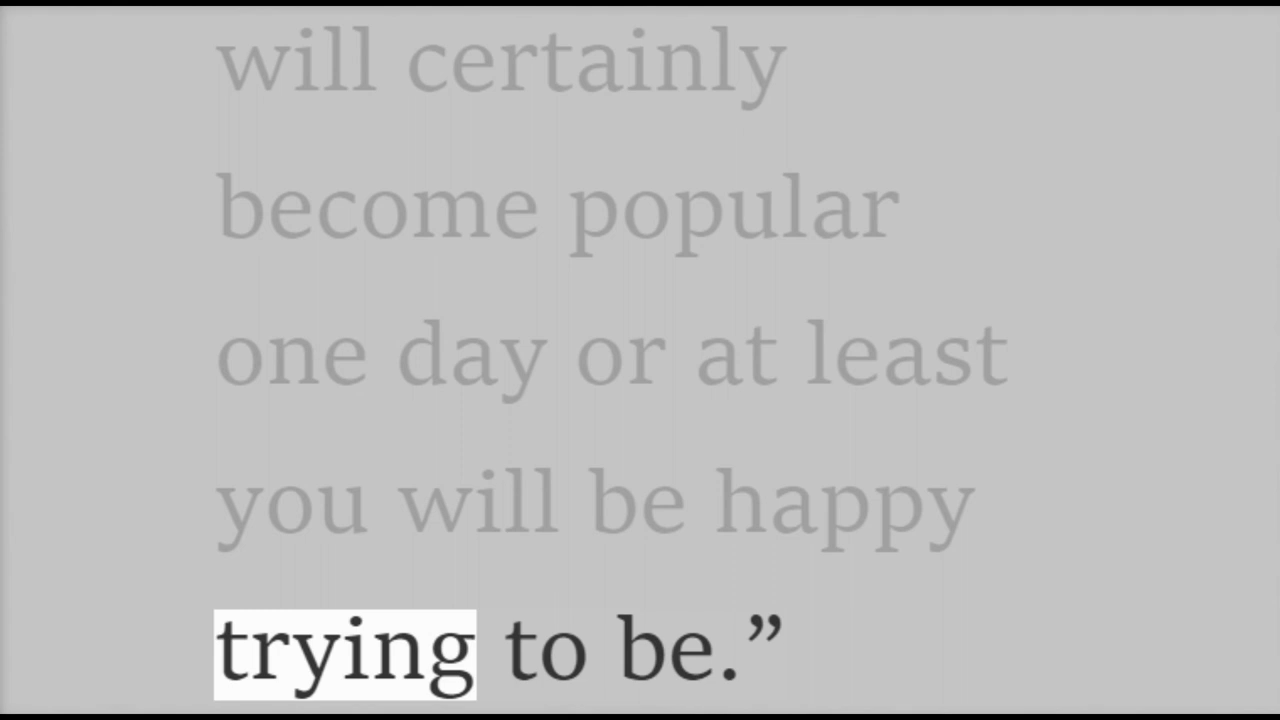 will certainly
become popular
one day or at least
you will be happy
trying to be.”